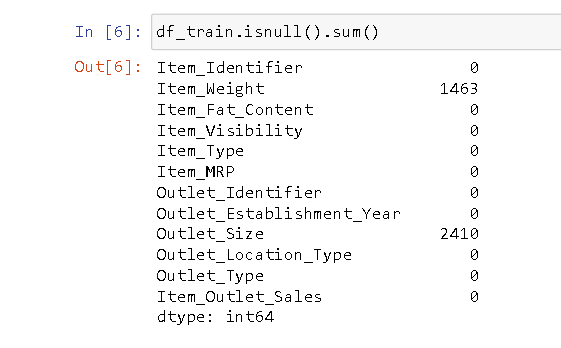 In [6]: df_train.isnull().sum()
Out[6]: Item_Identifier 0
Item_Weight 1463
Item_Fat_Content 0
Item_Visibility 0
Item_Type 0
Item_MRP 0
Outlet_Identifier 0
Outlet_Establishment_Year 0
Outlet_Size 2410
Outlet_Location_Type 0
Outlet_Type 0
Item_Outlet_Sales 0
dtype: int64